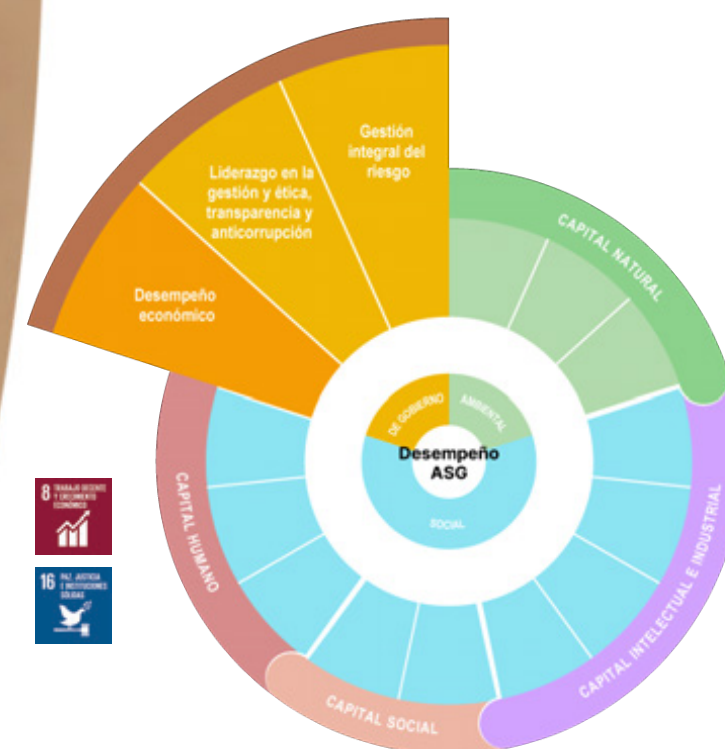 Gestión
integral del
riesgo
Liderazgo en la
gestión y ética,
transparencia y
anticorrupción
Desempeño
económico
CAPITAL NATURAL
DE GOBIERNO
AMBIENTAL
Desempeño
ASG
SOCIAL
CAPITAL HUMANO
CAPITAL INTELECTUAL E INDUSTRIAL
CAPITAL SOCIAL
8 TRABAJO DECENTE
Y CRECIMIENTO
ECONÓMICO
16 PAZ, JUSTICIA
E INSTITUCIONES
SÓLIDAS